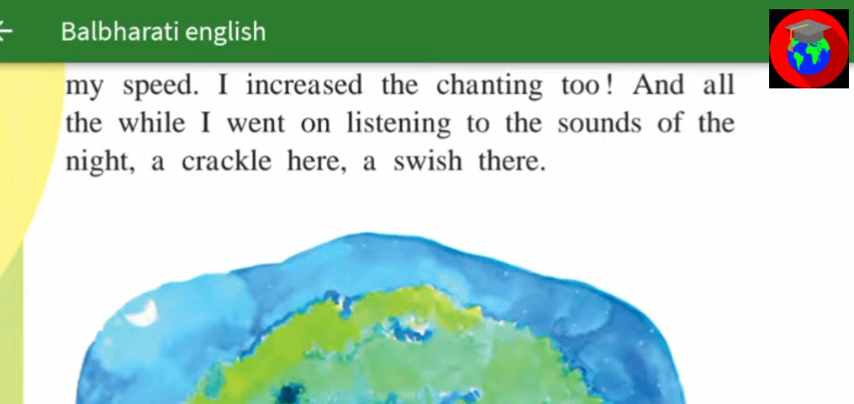 Balbharati english
my speed. I increased the chanting too! And all
the while I went on listening to the sounds of the
night, a crackle here, a swish there.